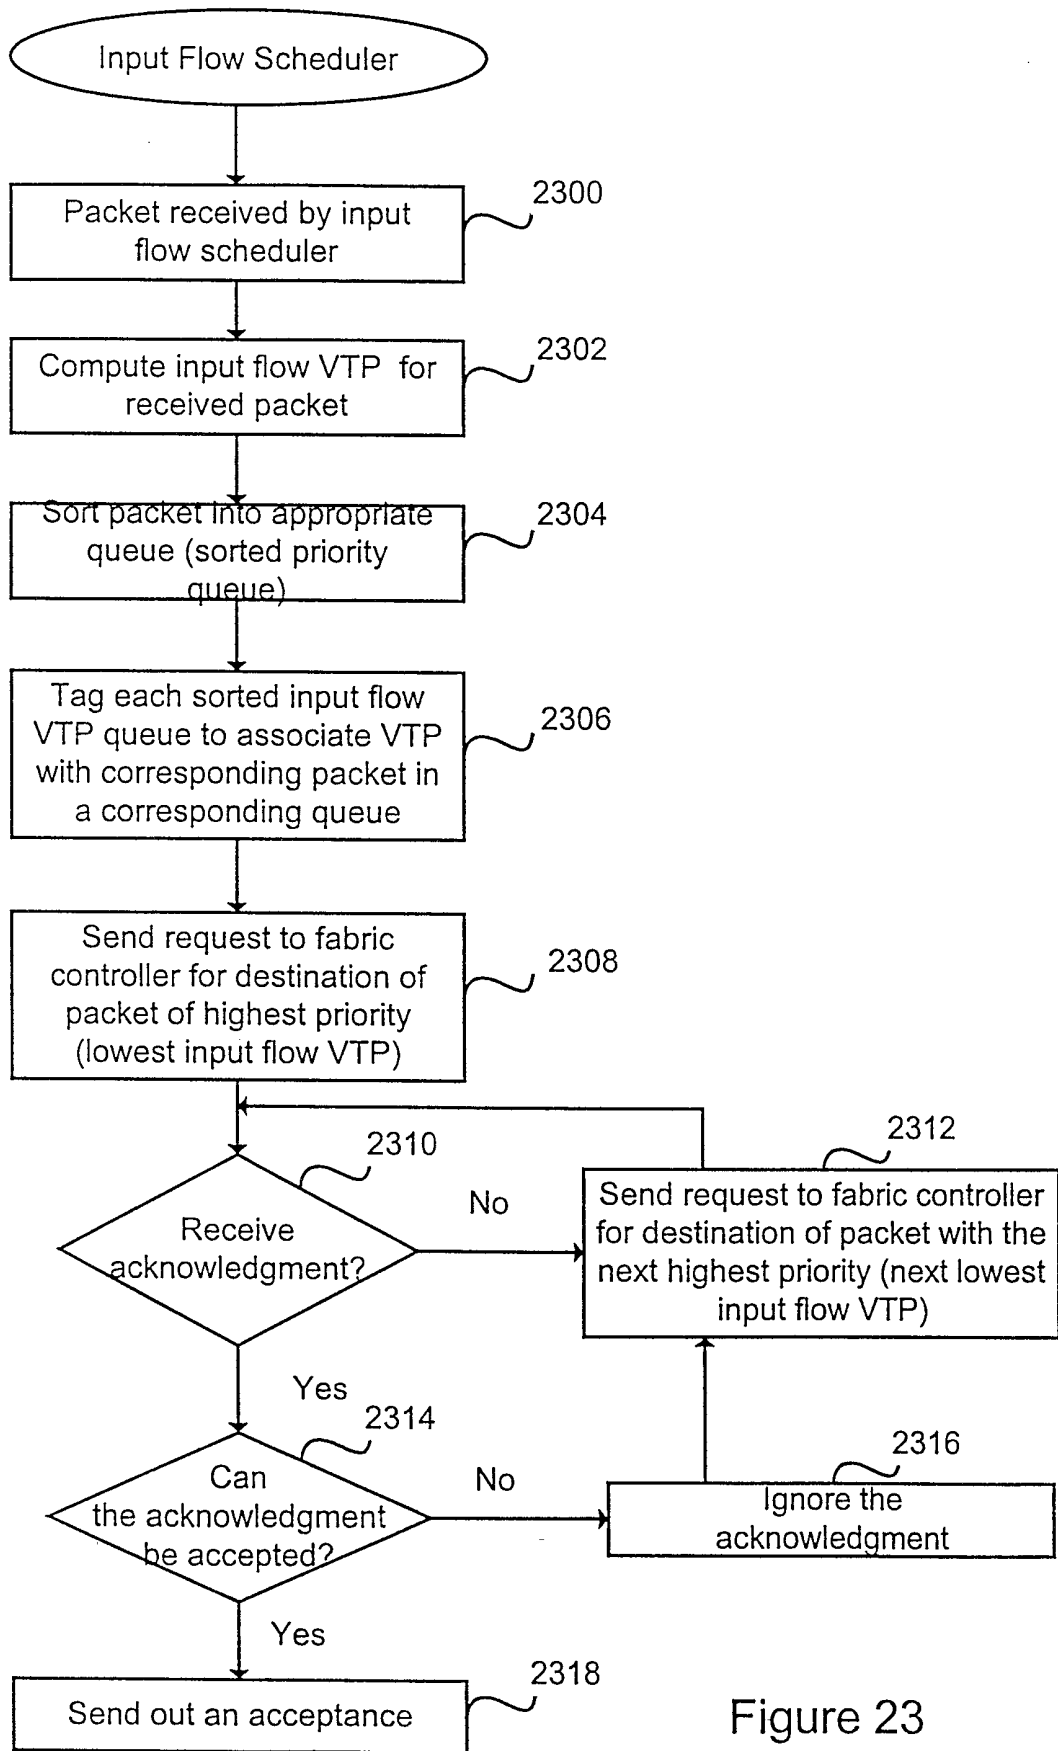 Input Flow Scheduler
2300
Packet received by input
flow scheduler
2302
Compute input flow VTP for
received packet
2304
Sort packet into appropriate
queue (sorted priority
queue)
2306
Tag each sorted input flow
VTP queue to associate VTP
with corresponding packet in
a corresponding queue
2308
Send request to fabric
controller for destination of
packet of highest priority
(lowest input flow VTP)
2310
Receive
acknowledgment?
No
2312
Send request to fabric controller
for destination of packet with the
next highest priority (next lowest
input flow VTP)
Yes
2314
Can
the acknowledgment
be accepted?
No
2316
Ignore the
acknowledgment
Yes
2318
Send out an acceptance
Figure 23